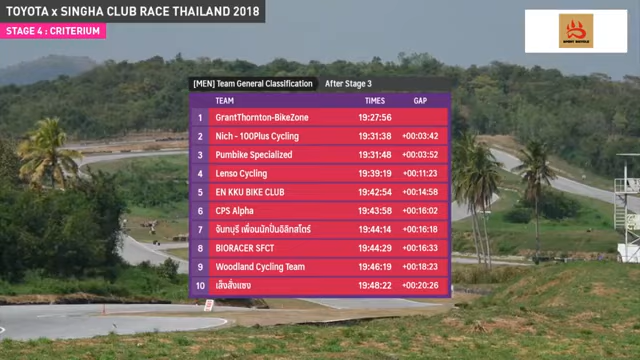 TOYOTA x SINGHA CLUB RACE THAILAND 2018
STAGE 4 : CRITERIUM
[MEN] Team General Classification After Stage 3
TEAM TIMES GAP
1 GrantThornton-BikeZone 19:27:56
2 Nich - 100Plus Cycling 19:31:38 +00:03:42
3 Pumbike Specialized 19:31:48 +00:03:52
4 Lenso Cycling 19:39:19 +00:11:23
5 EN KKU BIKE CLUB 19:42:54 +00:14:58
6 CPS Alpha 19:43:58 +00:16:02
7 จันทบุรี เพื่อนนักปั่นอิลิทสโตร์ 19:44:14 +00:16:18
8 BIORACER SFCT 19:44:29 +00:16:33
9 Woodland Cycling Team 19:46:19 +00:18:23
10 เส็งสั่งแซง 19:48:22 +00:20:26